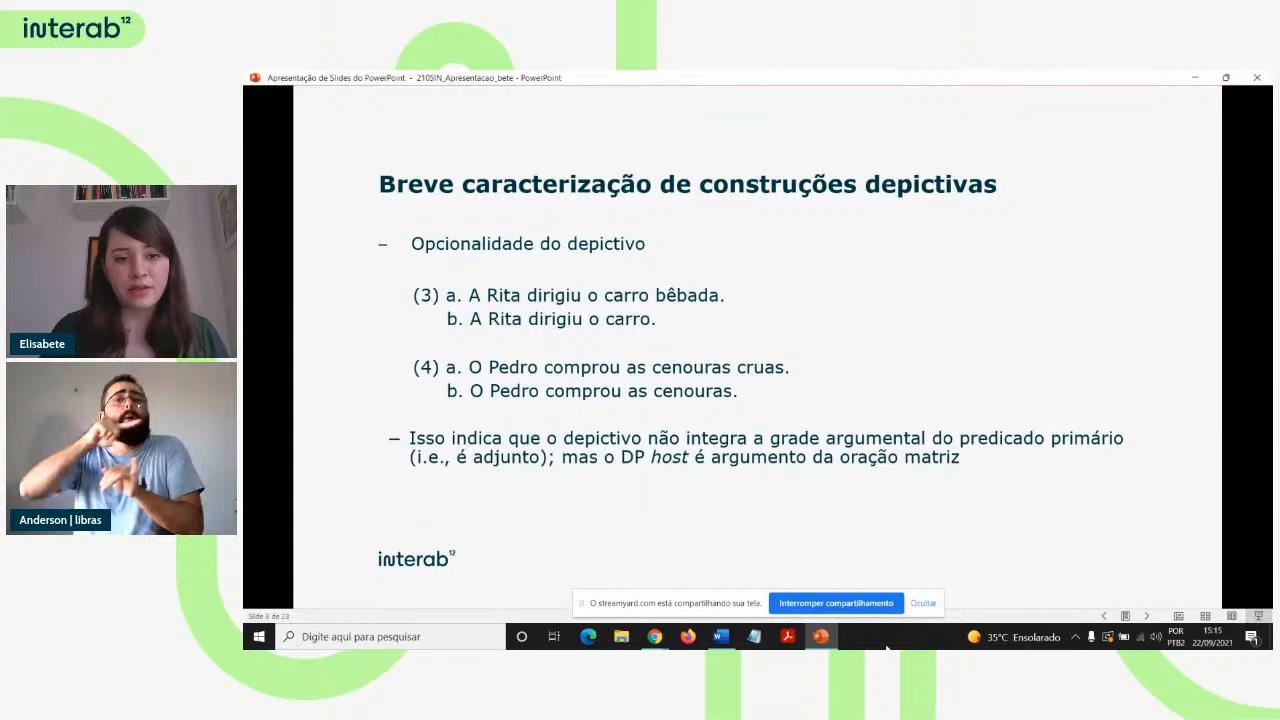 interab12
Apresentação de Slides do PowerPoint - 2105IN_Apresentacao_bete - PowerPoint
Breve caracterização de construções depictivas
– Opcionalidade do depictivo
(3) a. A Rita dirigiu o carro bêbada.
b. A Rita dirigiu o carro.
(4) a. O Pedro comprou as cenouras cruas.
b. O Pedro comprou as cenouras.
– Isso indica que o depictivo não integra a grade argumental do predicado primário
(i.e., é adjunto); mas o DP host é argumento da oração matriz
interab12
Elisabete
Anderson | libras
O streamyard.com está compartilhando sua tela. Interromper compartilhamento Ocultar
Slide 8 de 23
Digite aqui para pesquisar
35°C Ensolarado
POR
PTB2
15:15
22/09/2021